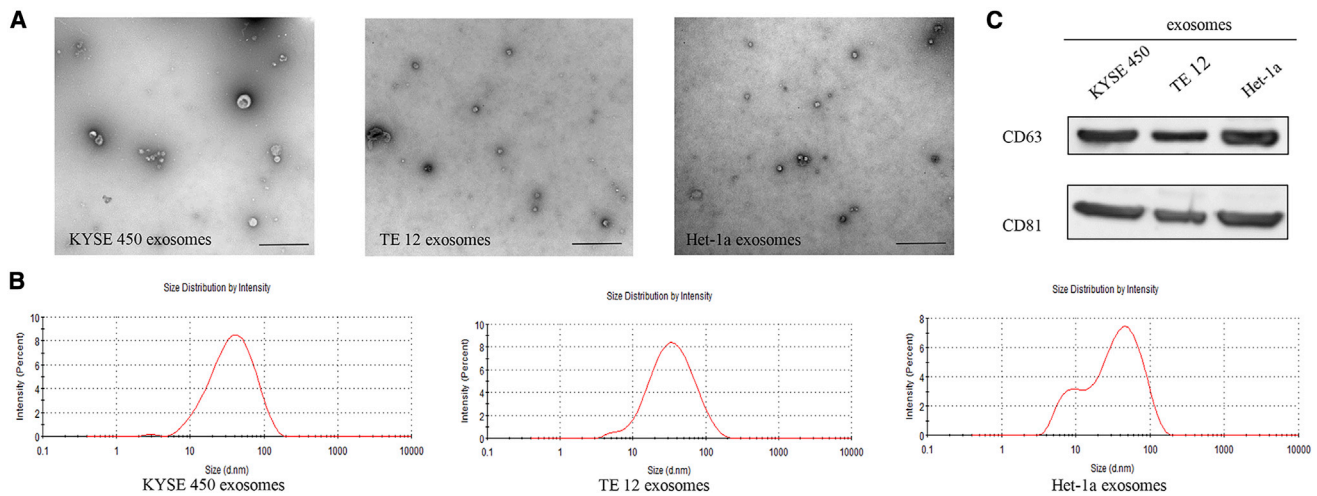 A
KYSE 450 exosomes
TE 12 exosomes
Het-1a exosomes
C
exosomes
KYSE 450
TE 12
Het-1a
CD63
CD81
B
Size Distribution by Intensity
Intensity (Percent)
10
8
6
4
2
0
0.1 1 10 100 1000 10000
Size (d.nm)
KYSE 450 exosomes
Size Distribution by Intensity
Intensity (Percent)
10
8
6
4
2
0
0.1 1 10 100 1000 10000
Size (d.nm)
TE 12 exosomes
Size Distribution by Intensity
Intensity (Percent)
8
6
4
2
0
0.1 1 10 100 1000 10000
Size (d.nm)
Het-1a exosomes